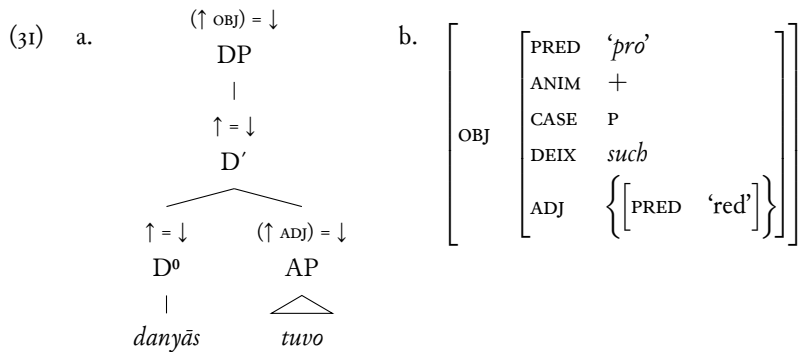 (31) a. (↑ OBJ) = ↓ b.
DP
↑ = ↓
D′
↑ = ↓ (↑ ADJ) = ↓
D⁰ AP
danyās tuvo
OBJ
PRED ‘pro’
ANIM +
CASE P
DEIX such
ADJ {[PRED ‘red’]}